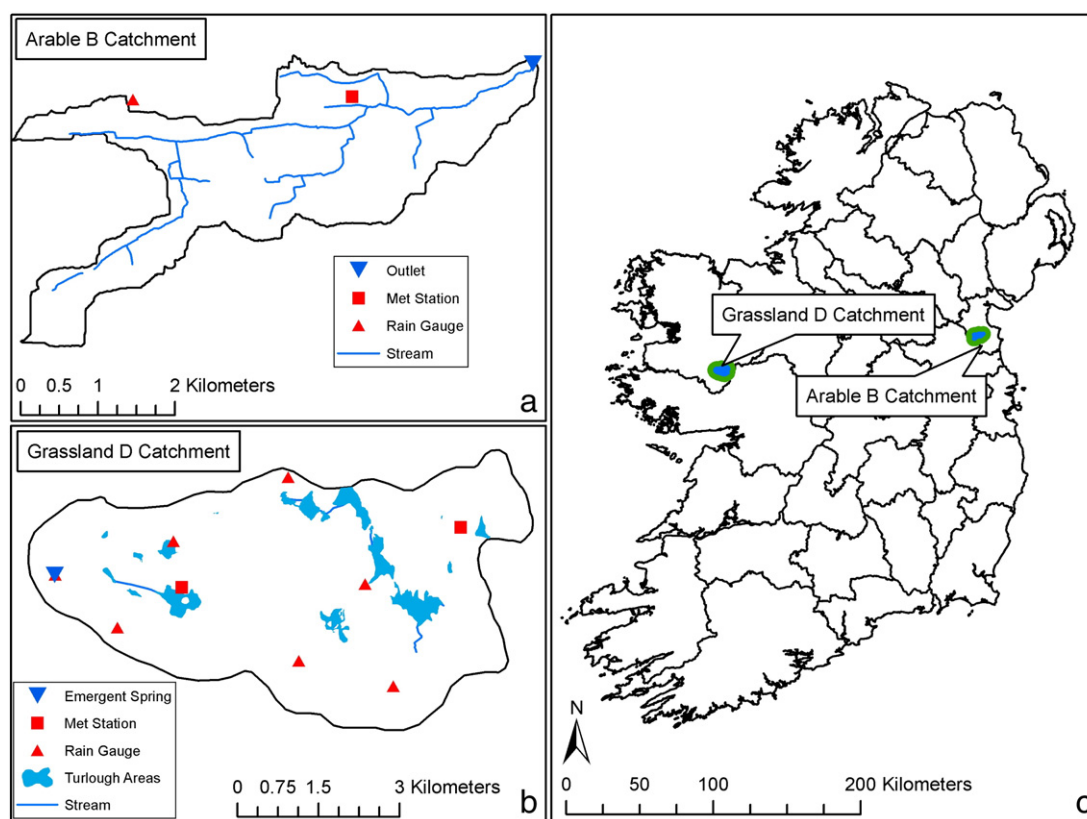 Arable B Catchment
Outlet
Met Station
Rain Gauge
Stream
0 0.5 1 2 Kilometers
a
Grassland D Catchment
Emergent Spring
Met Station
Rain Gauge
Turlough Areas
Stream
0 0.75 1.5 3 Kilometers
b
Grassland D Catchment
Arable B Catchment
N
0 50 100 200 Kilometers
c